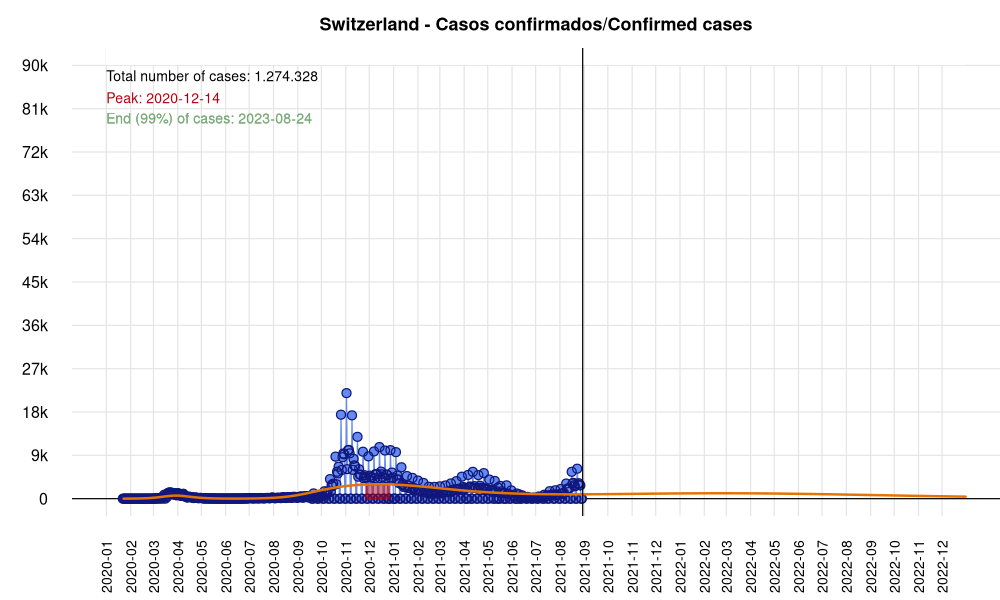 Switzerland - Casos confirmados/Confirmed cases
Total number of cases: 1.274.328
Peak: 2020-12-14
End (99%) of cases: 2023-08-24
90k
81k
72k
63k
54k
45k
36k
27k
18k
9k
0
2020-01
2020-02
2020-03
2020-04
2020-05
2020-06
2020-07
2020-08
2020-09
2020-10
2020-11
2020-12
2021-01
2021-02
2021-03
2021-04
2021-05
2021-06
2021-07
2021-08
2021-09
2021-10
2021-11
2021-12
2022-01
2022-02
2022-03
2022-04
2022-05
2022-06
2022-07
2022-08
2022-09
2022-10
2022-11
2022-12